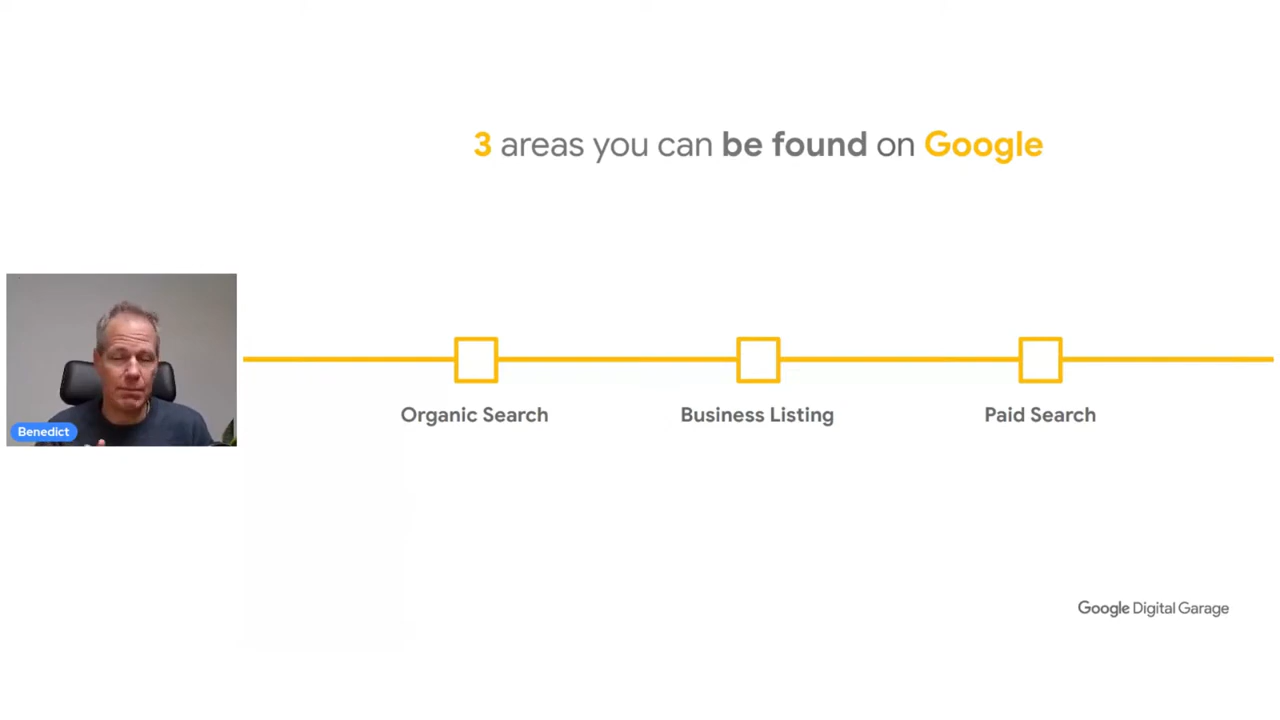 3 areas you can be found on Google
Benedict
Organic Search
Business Listing
Paid Search
Google Digital Garage